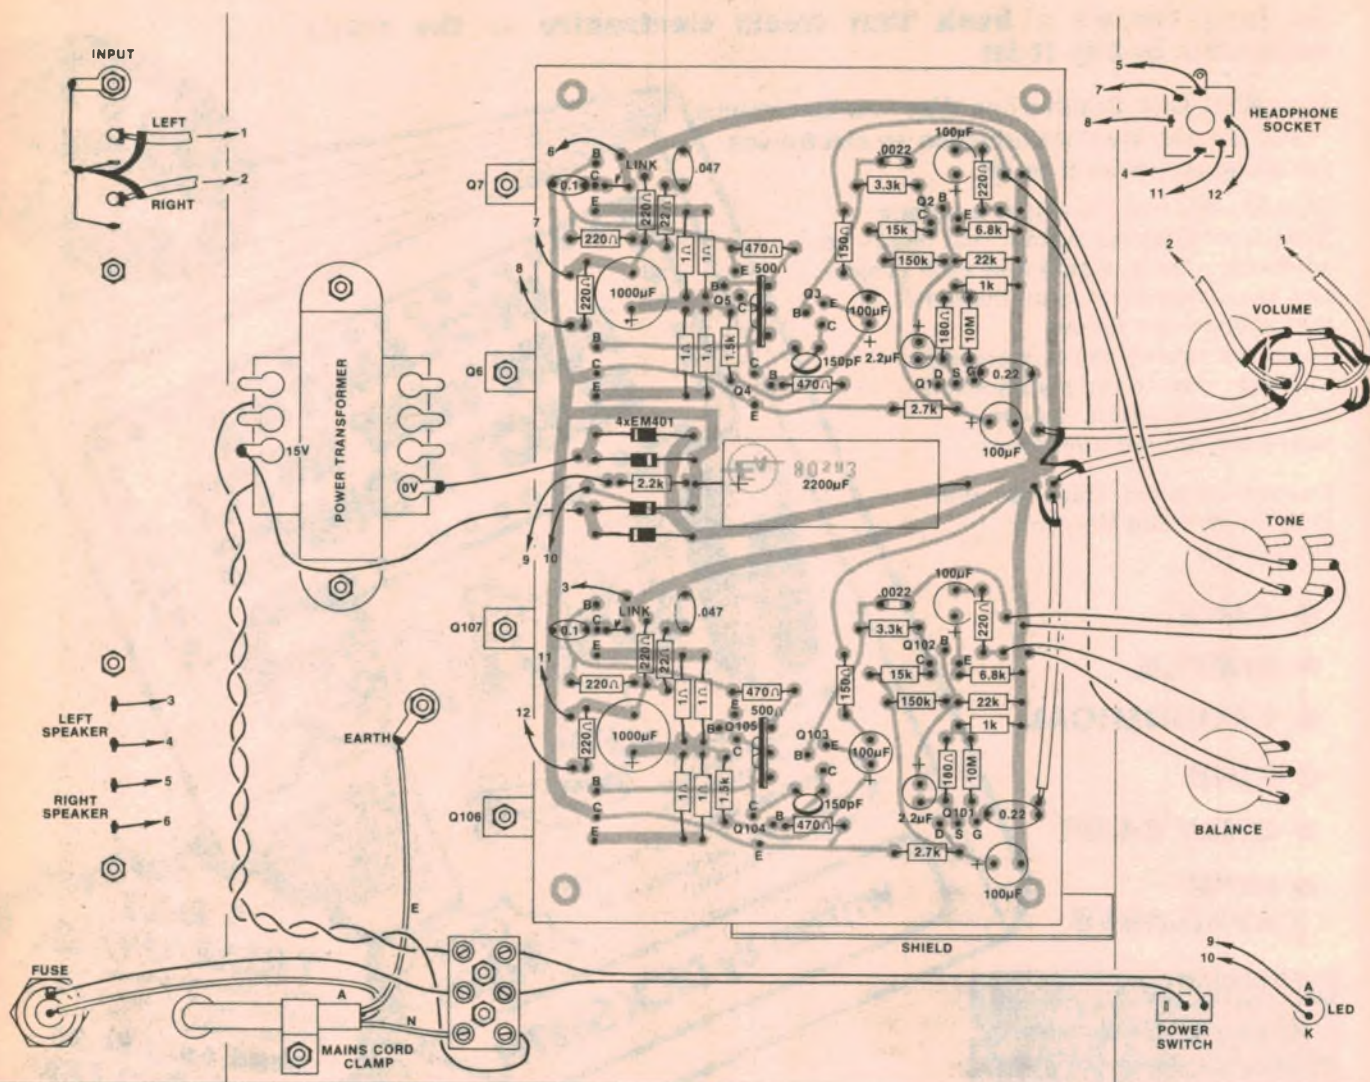 INPUT
LEFT
1
2
RIGHT
5
7
8
4
11
12
HEADPHONE
SOCKET
2
1
VOLUME
TONE
BALANCE
Q7
6
B
C
E
LINK
0.1
.047
220Ω
22Ω
7
220Ω
8
220Ω
1000µF
+
1Ω
1Ω
470Ω
500Ω
E
B
Q5
C
1.5k
1Ω
1Ω
B
Q3
E
C
150Ω
100µF
+
150pF
470Ω
C
Q4
B
E
.0022
100µF
+
3.3k
Q2
B
C
E
220Ω
15k
6.8k
150k
22k
1k
180Ω
10M
2.2µF
+
D
S
G
Q1
0.22
2.7k
+
100µF
Q6
B
C
E
4xEM401
2.2k
+
2200µF
9
10
POWER TRANSFORMER
15V
0V
Q107
3
B
C
E
LINK
0.1
.047
220Ω
22Ω
11
220Ω
12
220Ω
1000µF
+
1Ω
1Ω
470Ω
500Ω
E
B
Q105
C
1.5k
1Ω
1Ω
Q103
B
E
C
150Ω
100µF
+
150pF
470Ω
C
Q104
B
E
.0022
100µF
+
3.3k
Q102
B
C
E
220Ω
15k
6.8k
150k
22k
1k
180Ω
10M
2.2µF
+
Q101
D
S
G
0.22
2.7k
+
100µF
Q106
B
C
E
LEFT
SPEAKER
3
4
RIGHT
SPEAKER
5
6
EARTH
E
SHIELD
FUSE
A
N
MAINS CORD
CLAMP
POWER
SWITCH
9
10
A
K
LED